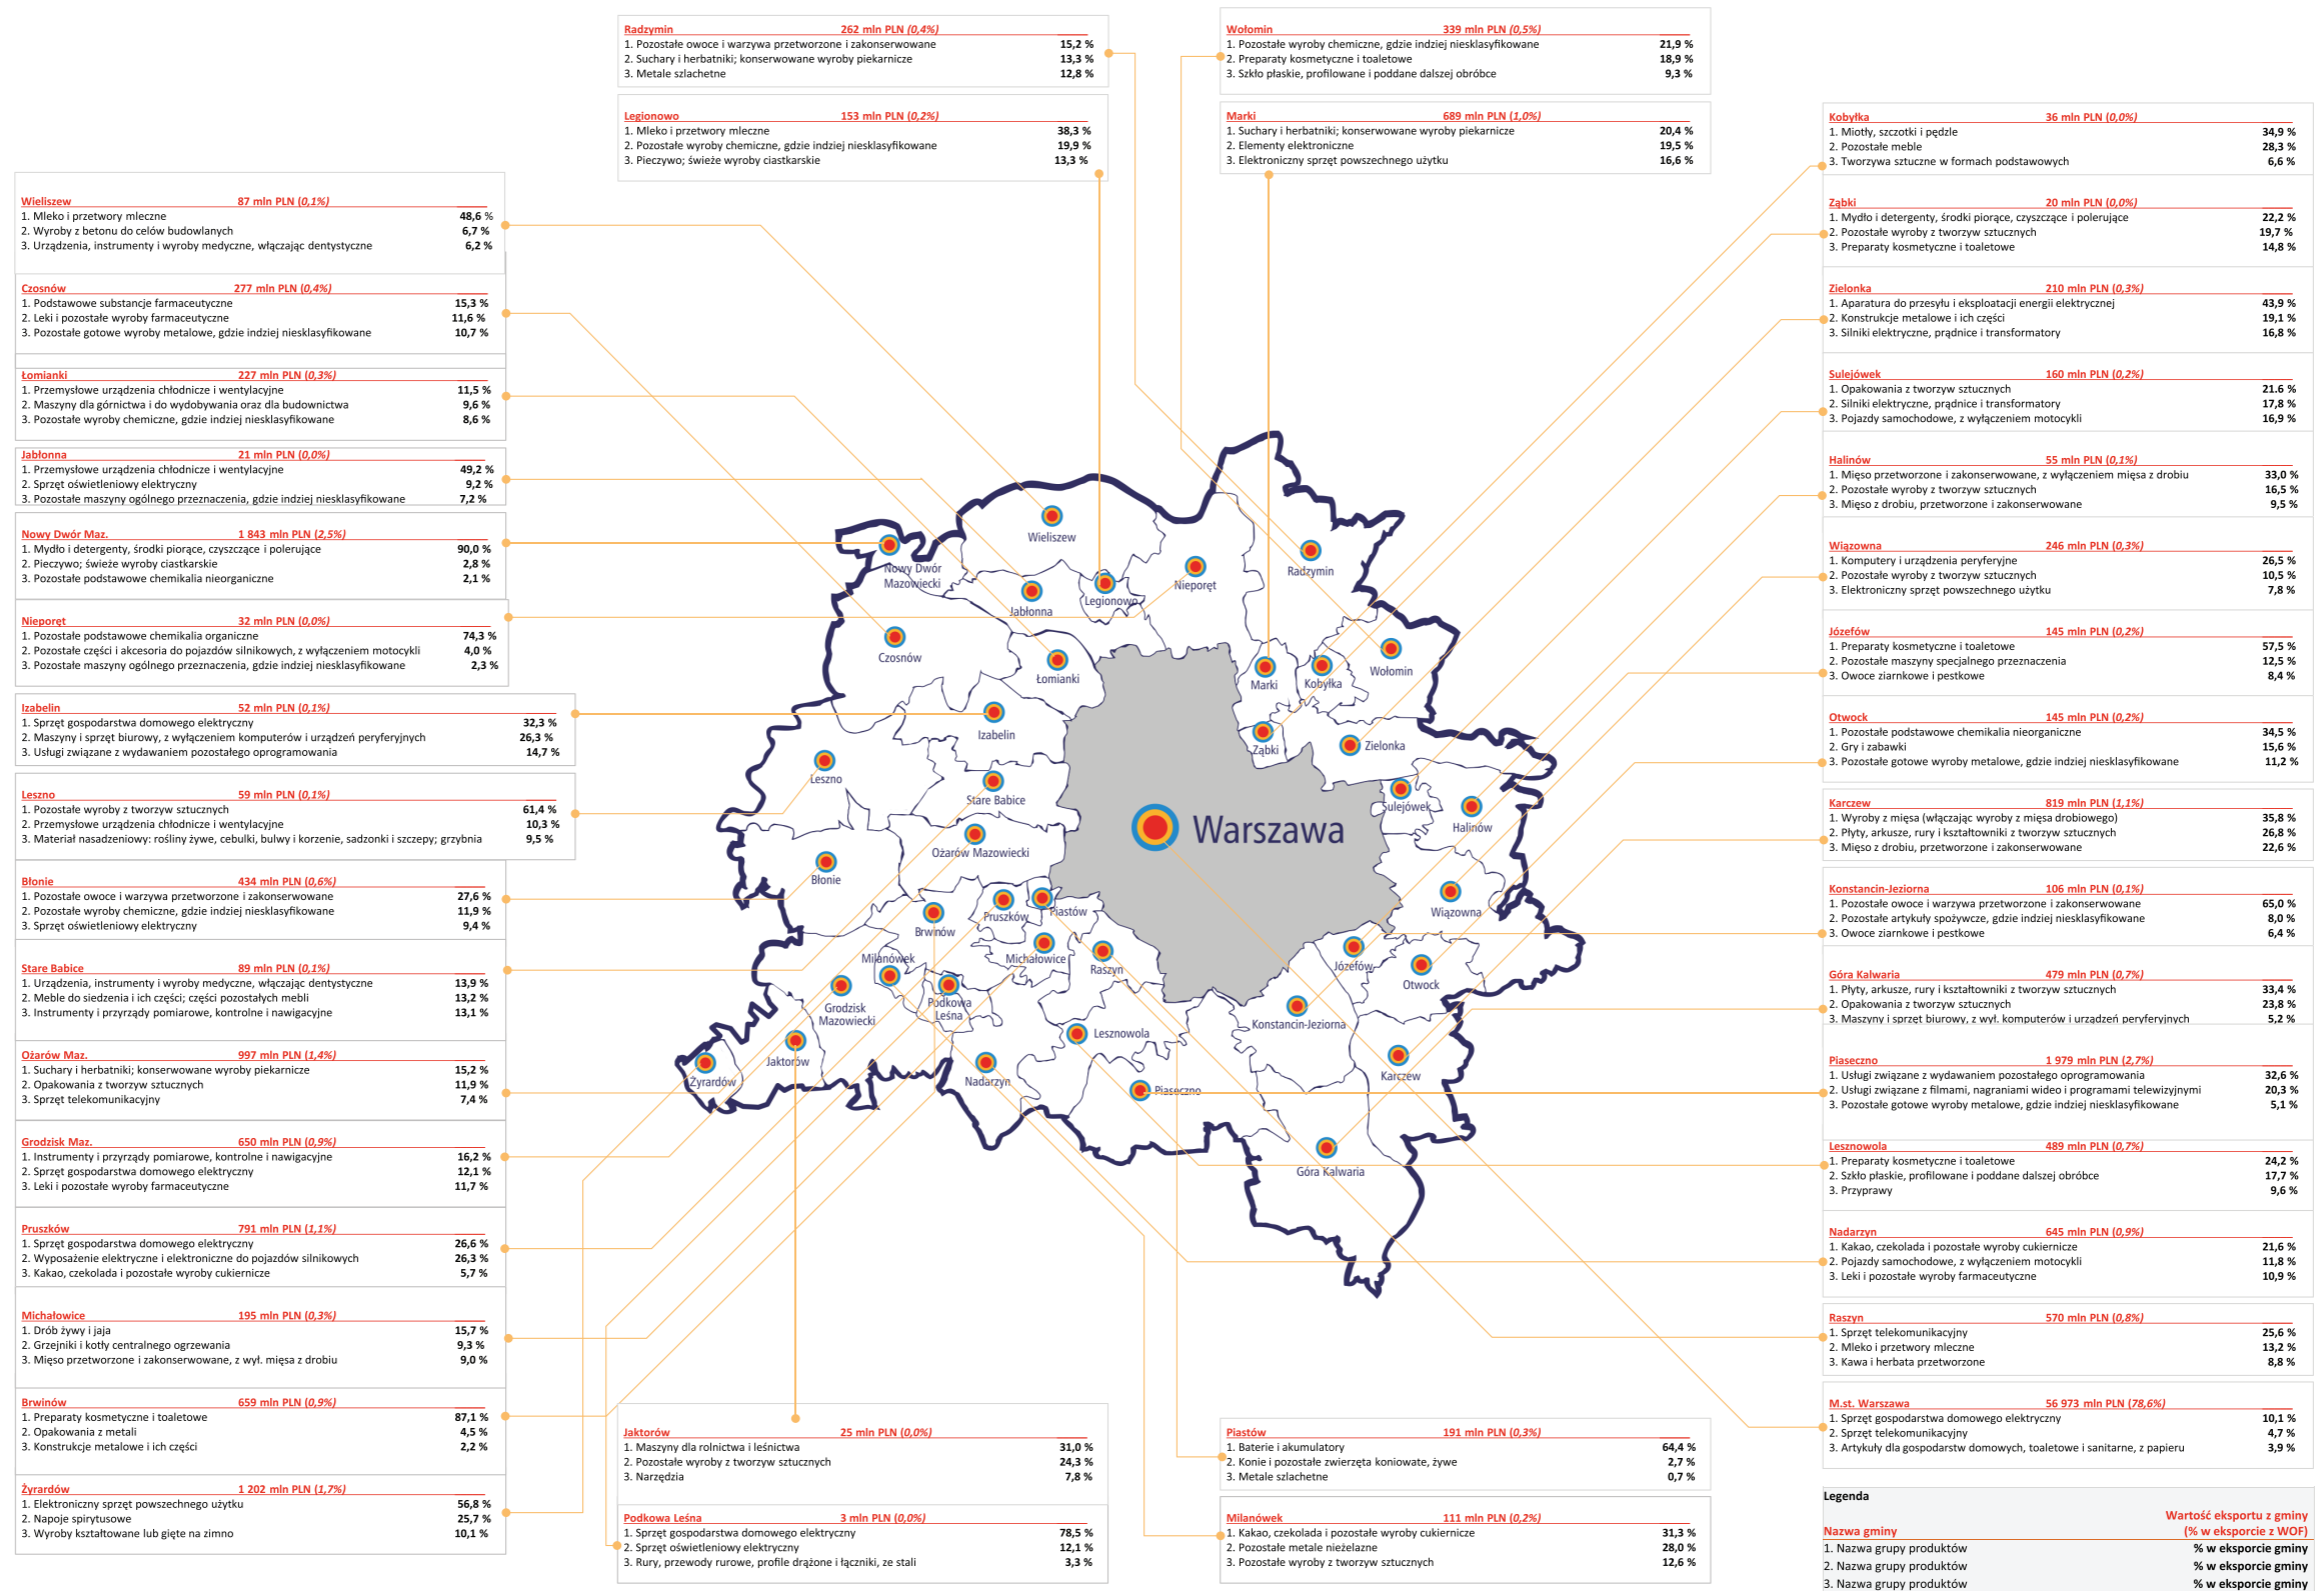 Radzymin 262 mln PLN (0,4%)
1. Pozostałe owoce i warzywa przetworzone i zakonserwowane 15,2 %
2. Suchary i herbatniki; konserwowane wyroby piekarnicze 13,3 %
3. Metale szlachetne 12,8 %
Legionowo 153 mln PLN (0,2%)
1. Mleko i przetwory mleczne 38,3 %
2. Pozostałe wyroby chemiczne, gdzie indziej niesklasyfikowane 19,9 %
3. Pieczywo; świeże wyroby ciastkarskie 13,3 %
Wołomin 339 mln PLN (0,5%)
1. Pozostałe wyroby chemiczne, gdzie indziej niesklasyfikowane 21,9 %
2. Preparaty kosmetyczne i toaletowe 18,9 %
3. Szkło płaskie, profilowane i poddane dalszej obróbce 9,3 %
Marki 689 mln PLN (1,0%)
1. Suchary i herbatniki; konserwowane wyroby piekarnicze 20,4 %
2. Elementy elektroniczne 19,5 %
3. Elektroniczny sprzęt powszechnego użytku 16,6 %
Wieliszew 87 mln PLN (0,1%)
1. Mleko i przetwory mleczne 48,6 %
2. Wyroby z betonu do celów budowlanych 6,7 %
3. Urządzenia, instrumenty i wyroby medyczne, włączając dentystyczne 6,2 %
Czosnów 277 mln PLN (0,4%)
1. Podstawowe substancje farmaceutyczne 15,3 %
2. Leki i pozostałe wyroby farmaceutyczne 11,6 %
3. Pozostałe gotowe wyroby metalowe, gdzie indziej niesklasyfikowane 10,7 %
Łomianki 227 mln PLN (0,3%)
1. Przemysłowe urządzenia chłodnicze i wentylacyjne 11,5 %
2. Maszyny dla górnictwa i do wydobywania oraz dla budownictwa 9,6 %
3. Pozostałe wyroby chemiczne, gdzie indziej niesklasyfikowane 8,6 %
Jabłonna 21 mln PLN (0,0%)
1. Przemysłowe urządzenia chłodnicze i wentylacyjne 49,2 %
2. Sprzęt oświetleniowy elektryczny 9,2 %
3. Pozostałe maszyny ogólnego przeznaczenia, gdzie indziej niesklasyfikowane 7,2 %
Nowy Dwór Maz. 1 843 mln PLN (2,5%)
1. Mydło i detergenty, środki piorące, czyszczące i polerujące 90,0 %
2. Pieczywo; świeże wyroby ciastkarskie 2,8 %
3. Pozostałe podstawowe chemikalia nieorganiczne 2,1 %
Nieporęt 32 mln PLN (0,0%)
1. Pozostałe podstawowe chemikalia organiczne 74,3 %
2. Pozostałe części i akcesoria do pojazdów silnikowych, z wyłączeniem motocykli 4,0 %
3. Pozostałe maszyny ogólnego przeznaczenia, gdzie indziej niesklasyfikowane 2,3 %
Izabelin 52 mln PLN (0,1%)
1. Sprzęt gospodarstwa domowego elektryczny 32,3 %
2. Maszyny i sprzęt biurowy, z wyłączeniem komputerów i urządzeń peryferyjnych 26,3 %
3. Usługi związane z wydawaniem pozostałego oprogramowania 14,7 %
Leszno 59 mln PLN (0,1%)
1. Pozostałe wyroby z tworzyw sztucznych 61,4 %
2. Przemysłowe urządzenia chłodnicze i wentylacyjne 10,3 %
3. Materiał nasadzeniowy: rośliny żywe, cebulki, bulwy i korzenie, sadzonki i szczepy; grzybnia 9,5 %
Błonie 434 mln PLN (0,6%)
1. Pozostałe owoce i warzywa przetworzone i zakonserwowane 27,6 %
2. Pozostałe wyroby chemiczne, gdzie indziej niesklasyfikowane 11,9 %
3. Sprzęt oświetleniowy elektryczny 9,4 %
Stare Babice 89 mln PLN (0,1%)
1. Urządzenia, instrumenty i wyroby medyczne, włączając dentystyczne 13,9 %
2. Meble do siedzenia i ich części; części pozostałych mebli 13,2 %
3. Instrumenty i przyrządy pomiarowe, kontrolne i nawigacyjne 13,1 %
Ożarów Maz. 997 mln PLN (1,4%)
1. Suchary i herbatniki; konserwowane wyroby piekarnicze 15,2 %
2. Opakowania z tworzyw sztucznych 11,9 %
3. Sprzęt telekomunikacyjny 7,4 %
Grodzisk Maz. 650 mln PLN (0,9%)
1. Instrumenty i przyrządy pomiarowe, kontrolne i nawigacyjne 16,2 %
2. Sprzęt gospodarstwa domowego elektryczny 12,1 %
3. Leki i pozostałe wyroby farmaceutyczne 11,7 %
Pruszków 791 mln PLN (1,1%)
1. Sprzęt gospodarstwa domowego elektryczny 26,6 %
2. Wyposażenie elektryczne i elektroniczne do pojazdów silnikowych 26,3 %
3. Kakao, czekolada i pozostałe wyroby cukiernicze 5,7 %
Michałowice 195 mln PLN (0,3%)
1. Drób żywy i jaja 15,7 %
2. Grzejniki i kotły centralnego ogrzewania 9,3 %
3. Mięso przetworzone i zakonserwowane, z wył. mięsa z drobiu 9,0 %
Brwinów 659 mln PLN (0,9%)
1. Preparaty kosmetyczne i toaletowe 87,1 %
2. Opakowania z metali 4,5 %
3. Konstrukcje metalowe i ich części 2,2 %
Żyrardów 1 202 mln PLN (1,7%)
1. Elektroniczny sprzęt powszechnego użytku 56,8 %
2. Napoje spirytusowe 25,7 %
3. Wyroby kształtowane lub gięte na zimno 10,1 %
Wieliszew
Nowy Dwór
Mazowiecki
Jabłonna
Legionowo
Nieporęt
Radzymin
Czosnów
Łomianki
Marki
Kobyłka
Wołomin
Izabelin
Ząbki
Zielonka
Leszno
Stare Babice
Sulejówek
Halinów
Warszawa
Ożarów Mazowiecki
Błonie
Wiązowna
Brwinów
Pruszków
Piastów
Milanówek
Michałowice
Raszyn
Józefów
Otwock
Grodzisk
Mazowiecki
Podkowa
Leśna
Konstancin-Jeziorna
Lesznowola
Jaktorów
Żyrardów
Nadarzyn
Piaseczno
Karczew
Góra Kalwaria
Jaktorów 25 mln PLN (0,0%)
1. Maszyny dla rolnictwa i leśnictwa 31,0 %
2. Pozostałe wyroby z tworzyw sztucznych 24,3 %
3. Narzędzia 7,8 %
Podkowa Leśna 3 mln PLN (0,0%)
1. Sprzęt gospodarstwa domowego elektryczny 78,5 %
2. Sprzęt oświetleniowy elektryczny 12,1 %
3. Rury, przewody rurowe, profile drążone i łączniki, ze stali 3,3 %
Piastów 191 mln PLN (0,3%)
1. Baterie i akumulatory 64,4 %
2. Konie i pozostałe zwierzęta koniowate, żywe 2,7 %
3. Metale szlachetne 0,7 %
Milanówek 111 mln PLN (0,2%)
1. Kakao, czekolada i pozostałe wyroby cukiernicze 31,3 %
2. Pozostałe metale nieżelazne 28,0 %
3. Pozostałe wyroby z tworzyw sztucznych 12,6 %
Kobyłka 36 mln PLN (0,0%)
1. Miotły, szczotki i pędzle 34,9 %
2. Pozostałe meble 28,3 %
3. Tworzywa sztuczne w formach podstawowych 6,6 %
Ząbki 20 mln PLN (0,0%)
1. Mydło i detergenty, środki piorące, czyszczące i polerujące 22,2 %
2. Pozostałe wyroby z tworzyw sztucznych 19,7 %
3. Preparaty kosmetyczne i toaletowe 14,8 %
Zielonka 210 mln PLN (0,3%)
1. Aparatura do przesyłu i eksploatacji energii elektrycznej 43,9 %
2. Konstrukcje metalowe i ich części 19,1 %
3. Silniki elektryczne, prądnice i transformatory 16,8 %
Sulejówek 160 mln PLN (0,2%)
1. Opakowania z tworzyw sztucznych 21.6 %
2. Silniki elektryczne, prądnice i transformatory 17,8 %
3. Pojazdy samochodowe, z wyłączeniem motocykli 16,9 %
Halinów 55 mln PLN (0,1%)
1. Mięso przetworzone i zakonserwowane, z wyłączeniem mięsa z drobiu 33,0 %
2. Pozostałe wyroby z tworzyw sztucznych 16,5 %
3. Mięso z drobiu, przetworzone i zakonserwowane 9,5 %
Wiązowna 246 mln PLN (0,3%)
1. Komputery i urządzenia peryferyjne 26,5 %
2. Pozostałe wyroby z tworzyw sztucznych 10,5 %
3. Elektroniczny sprzęt powszechnego użytku 7,8 %
Józefów 145 mln PLN (0,2%)
1. Preparaty kosmetyczne i toaletowe 57,5 %
2. Pozostałe maszyny specjalnego przeznaczenia 12,5 %
3. Owoce ziarnkowe i pestkowe 8,4 %
Otwock 145 mln PLN (0,2%)
1. Pozostałe podstawowe chemikalia nieorganiczne 34,5 %
2. Gry i zabawki 15,6 %
3. Pozostałe gotowe wyroby metalowe, gdzie indziej niesklasyfikowane 11,2 %
Karczew 819 mln PLN (1,1%)
1. Wyroby z mięsa (włączając wyroby z mięsa drobiowego) 35,8 %
2. Płyty, arkusze, rury i kształtowniki z tworzyw sztucznych 26,8 %
3. Mięso z drobiu, przetworzone i zakonserwowane 22,6 %
Konstancin-Jeziorna 106 mln PLN (0,1%)
1. Pozostałe owoce i warzywa przetworzone i zakonserwowane 65,0 %
2. Pozostałe artykuły spożywcze, gdzie indziej niesklasyfikowane 8,0 %
3. Owoce ziarnkowe i pestkowe 6,4 %
Góra Kalwaria 479 mln PLN (0,7%)
1. Płyty, arkusze, rury i kształtowniki z tworzyw sztucznych 33,4 %
2. Opakowania z tworzyw sztucznych 23,8 %
3. Maszyny i sprzęt biurowy, z wył. komputerów i urządzeń peryferyjnych 5,2 %
Piaseczno 1 979 mln PLN (2,7%)
1. Usługi związane z wydawaniem pozostałego oprogramowania 32,6 %
2. Usługi związane z filmami, nagraniami wideo i programami telewizyjnymi 20,3 %
3. Pozostałe gotowe wyroby metalowe, gdzie indziej niesklasyfikowane 5,1 %
Lesznowola 489 mln PLN (0,7%)
1. Preparaty kosmetyczne i toaletowe 24,2 %
2. Szkło płaskie, profilowane i poddane dalszej obróbce 17,7 %
3. Przyprawy 9,6 %
Nadarzyn 645 mln PLN (0,9%)
1. Kakao, czekolada i pozostałe wyroby cukiernicze 21,6 %
2. Pojazdy samochodowe, z wyłączeniem motocykli 11,8 %
3. Leki i pozostałe wyroby farmaceutyczne 10,9 %
Raszyn 570 mln PLN (0,8%)
1. Sprzęt telekomunikacyjny 25,6 %
2. Mleko i przetwory mleczne 13,2 %
3. Kawa i herbata przetworzone 8,8 %
M.st. Warszawa 56 973 mln PLN (78,6%)
1. Sprzęt gospodarstwa domowego elektryczny 10,1 %
2. Sprzęt telekomunikacyjny 4,7 %
3. Artykuły dla gospodarstw domowych, toaletowe i sanitarne, z papieru 3,9 %
Legenda
Wartość eksportu z gminy
Nazwa gminy (% w eksporcie z WOF)
1. Nazwa grupy produktów % w eksporcie gminy
2. Nazwa grupy produktów % w eksporcie gminy
3. Nazwa grupy produktów % w eksporcie gminy